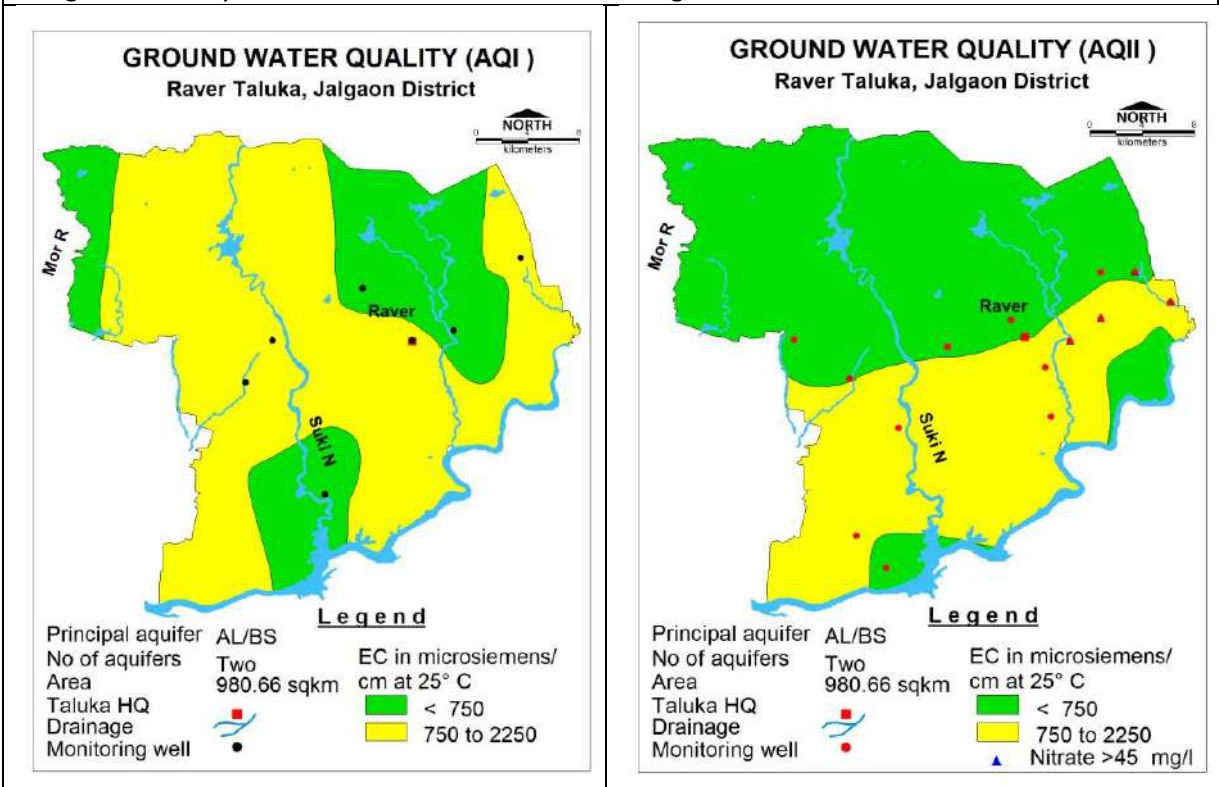 GROUND WATER QUALITY (AQI )
Raver Taluka, Jalgaon District
NORTH
0 4 8
kilometers
Mor R
Raver
Suki N
Legend
Principal aquifer AL/BS
No of aquifers Two
Area 980.66 sqkm
Taluka HQ
Drainage
Monitoring well
EC in microsiemens/
cm at 25° C
< 750
750 to 2250
GROUND WATER QUALITY (AQII )
Raver Taluka, Jalgaon District
NORTH
0 4 8
kilometers
Mor R
Raver
Suki N
Legend
Principal aquifer AL/BS
No of aquifers Two
Area 980.66 sqkm
Taluka HQ
Drainage
Monitoring well
EC in microsiemens/
cm at 25° C
< 750
750 to 2250
Nitrate >45 mg/l